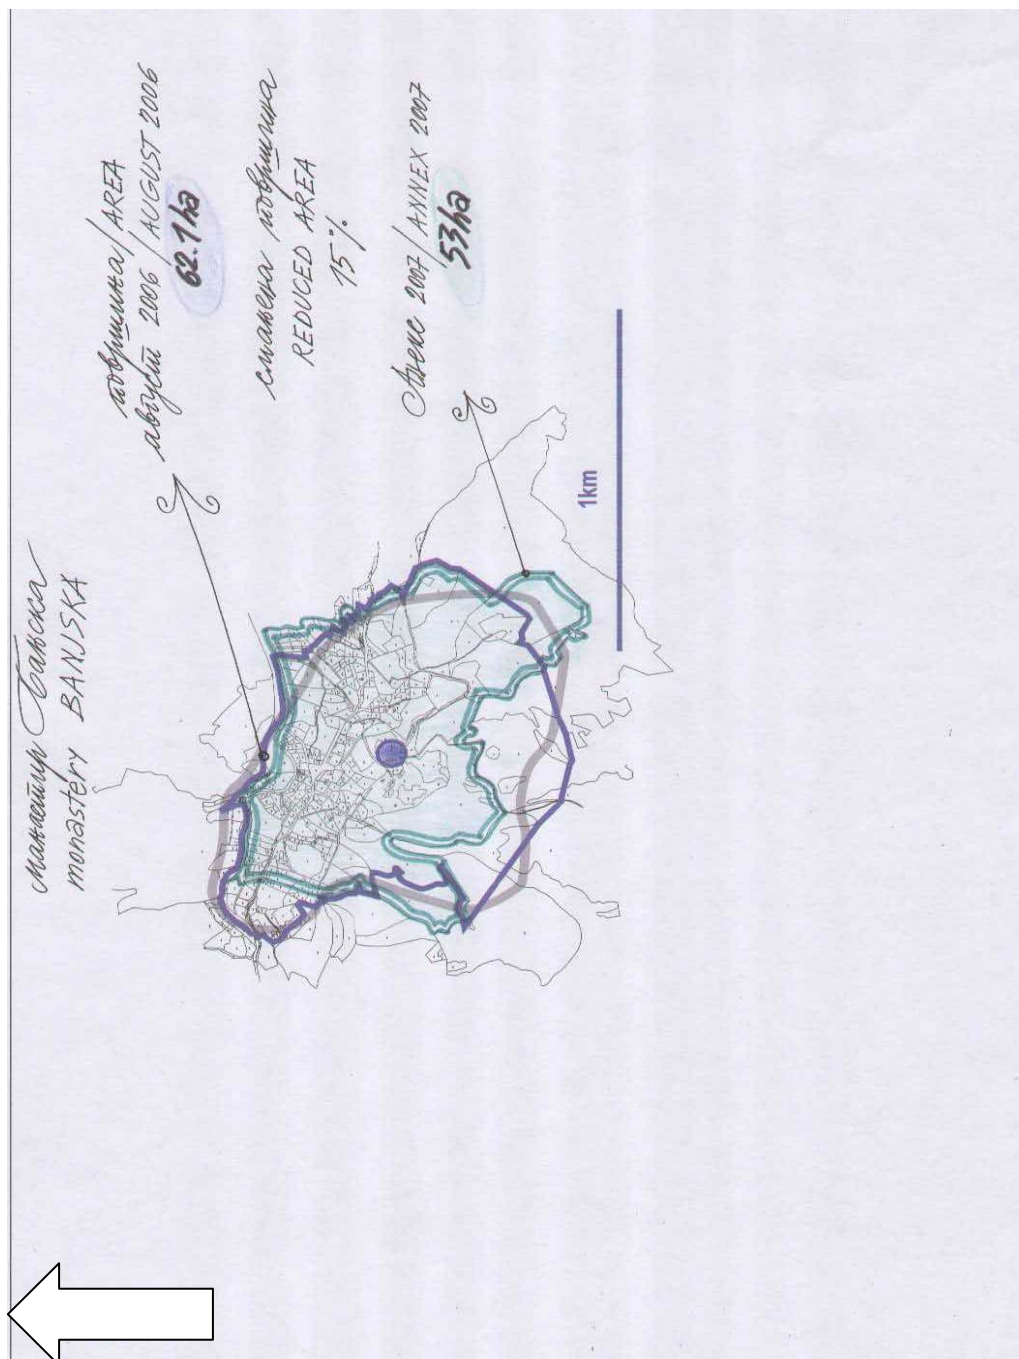 манастир Бањска
monastery BANJSKA
површина/AREA
август 2006/AUGUST 2006
62.1ha
смањена површина
REDUCED AREA
15%
Анекс 2007/ANNEX 2007
53ha
1km